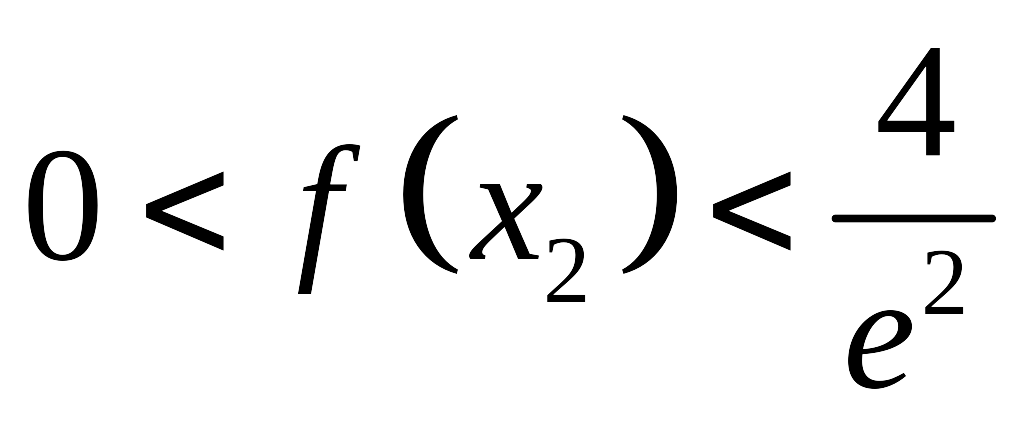 0 < f(x₂) < 4/e²